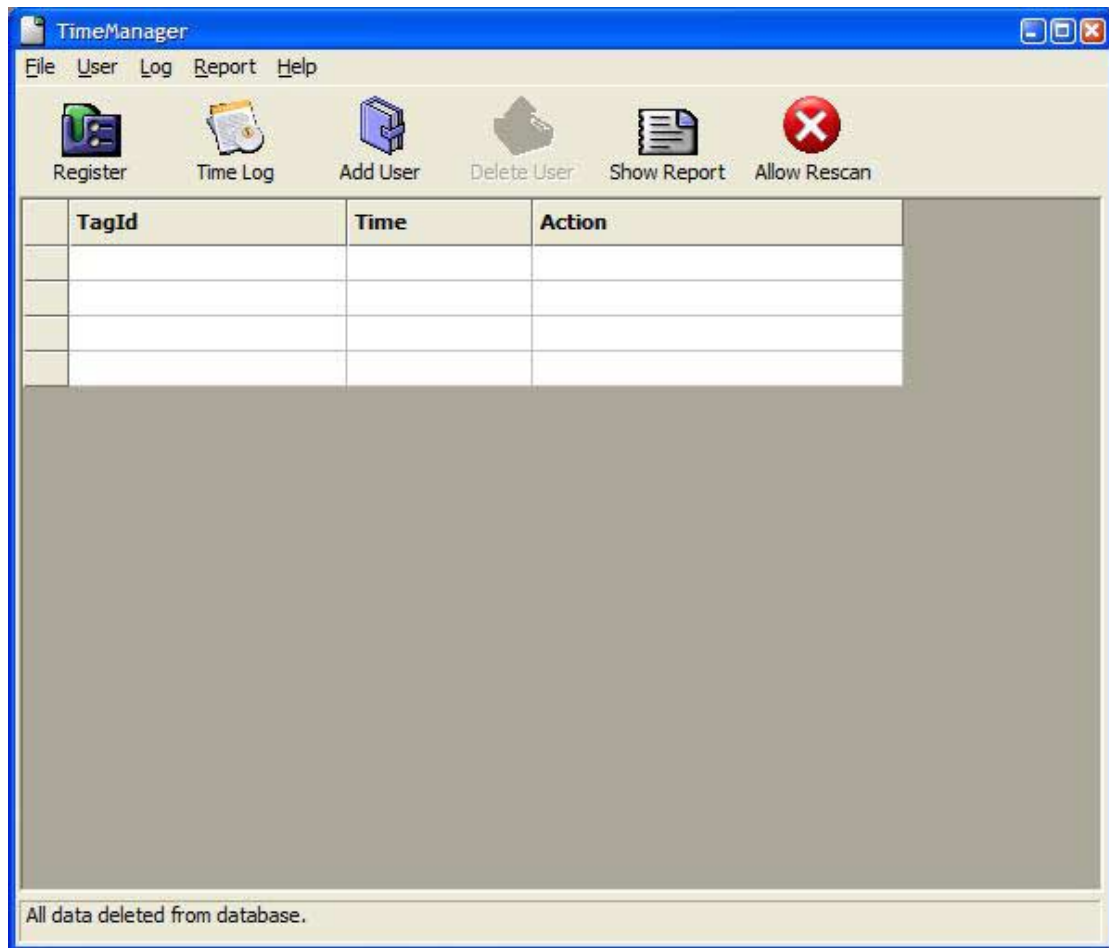 TimeManager
File User Log Report Help
Register Time Log Add User Delete User Show Report Allow Rescan
TagId Time Action
All data deleted from database.